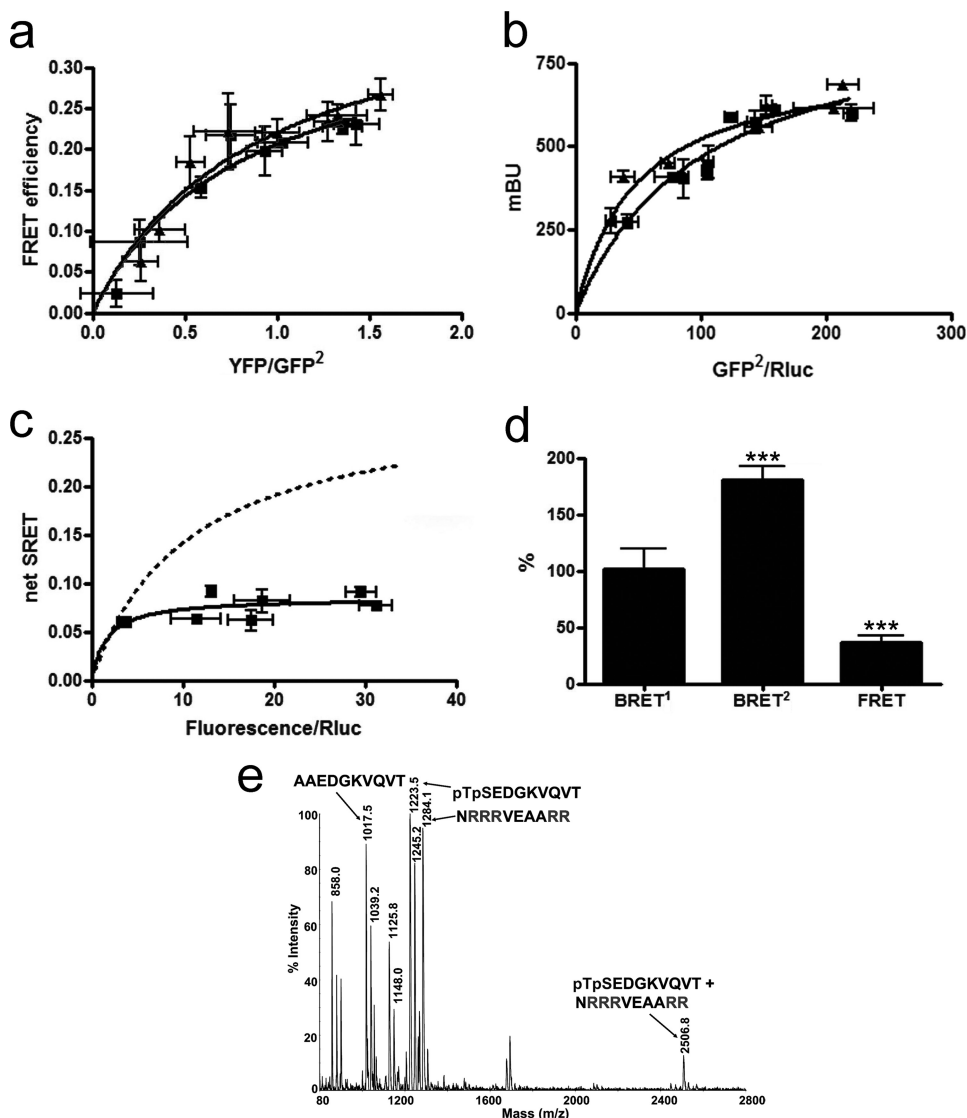 a
FRET efficiency
0.30
0.25
0.20
0.15
0.10
0.05
0.00
0.0 0.5 1.0 1.5 2.0
YFP/GFP²
b
mBU
750
500
250
0
0 100 200 300
GFP²/Rluc
c
net SRET
0.25
0.20
0.15
0.10
0.05
0.00
0 10 20 30 40
Fluorescence/Rluc
d
%
200
150
100
50
0
***
***
BRET¹ BRET² FRET
e
AAEDGKVQVT
pTpSEDGKVQVT
NRRRVEAARR
% Intensity
100
80
60
40
20
0
858.0
1017.5
1039.2
1125.8
1148.0
1223.5
1245.2
1284.1
pTpSEDGKVQVT +
NRRRVEAARR
2506.8
80 1200 1600 2000 2400 2800
Mass (m/z)